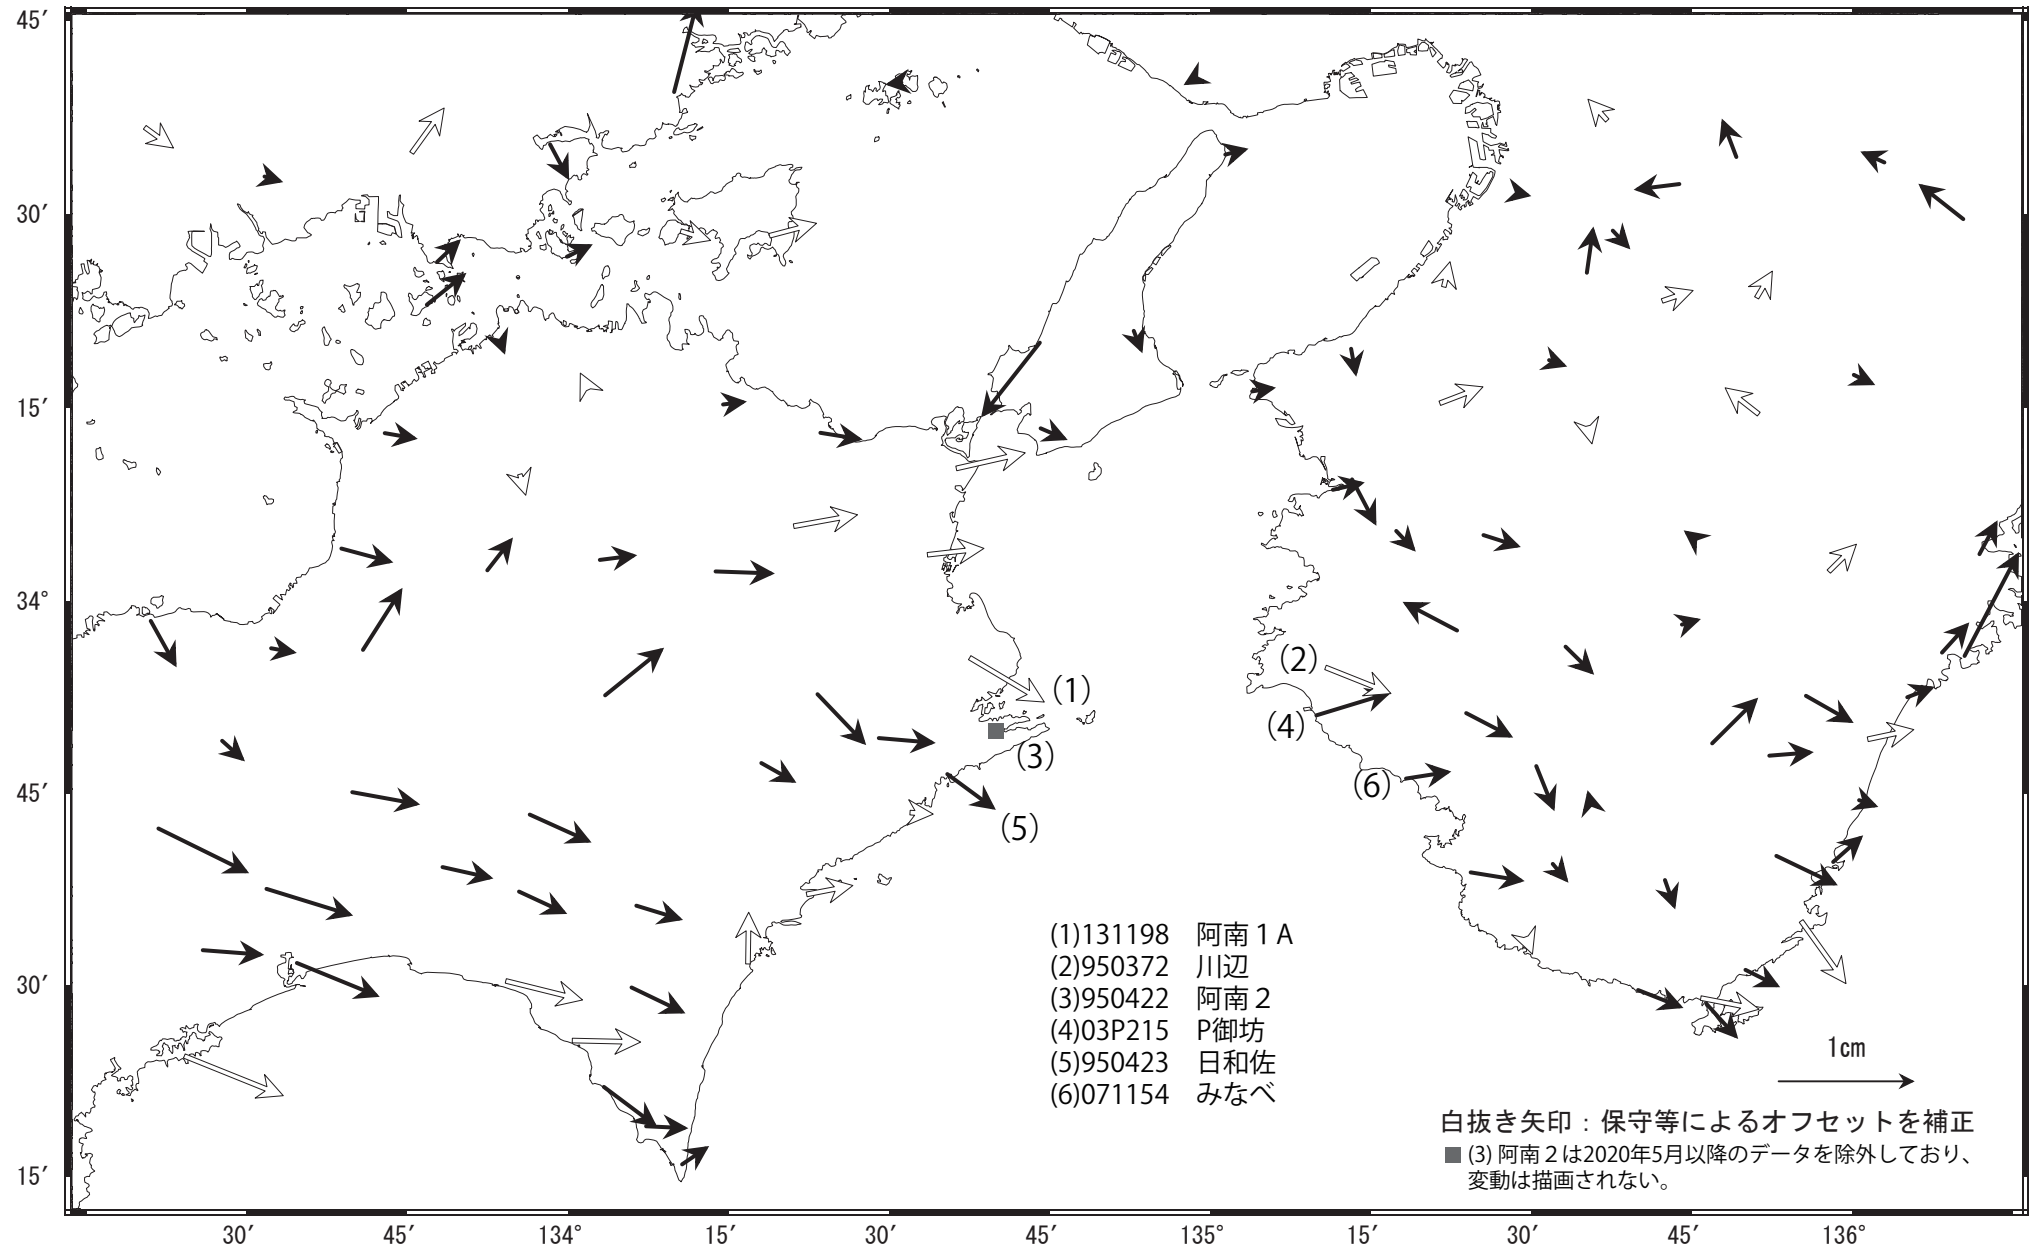 45′
30′
15′
34°
45′
30′
15′
(1)
(2)
(3)
(4)
(5)
(6)
(1)131198 阿南１A
(2)950372 川辺
(3)950422 阿南２
(4)03P215 P御坊
(5)950423 日和佐
(6)071154 みなべ
1cm
白抜き矢印：保守等によるオフセットを補正
(3) 阿南２は2020年5月以降のデータを除外しており、
変動は描画されない。
30′ 45′ 134° 15′ 30′ 45′ 135° 15′ 30′ 45′ 136°